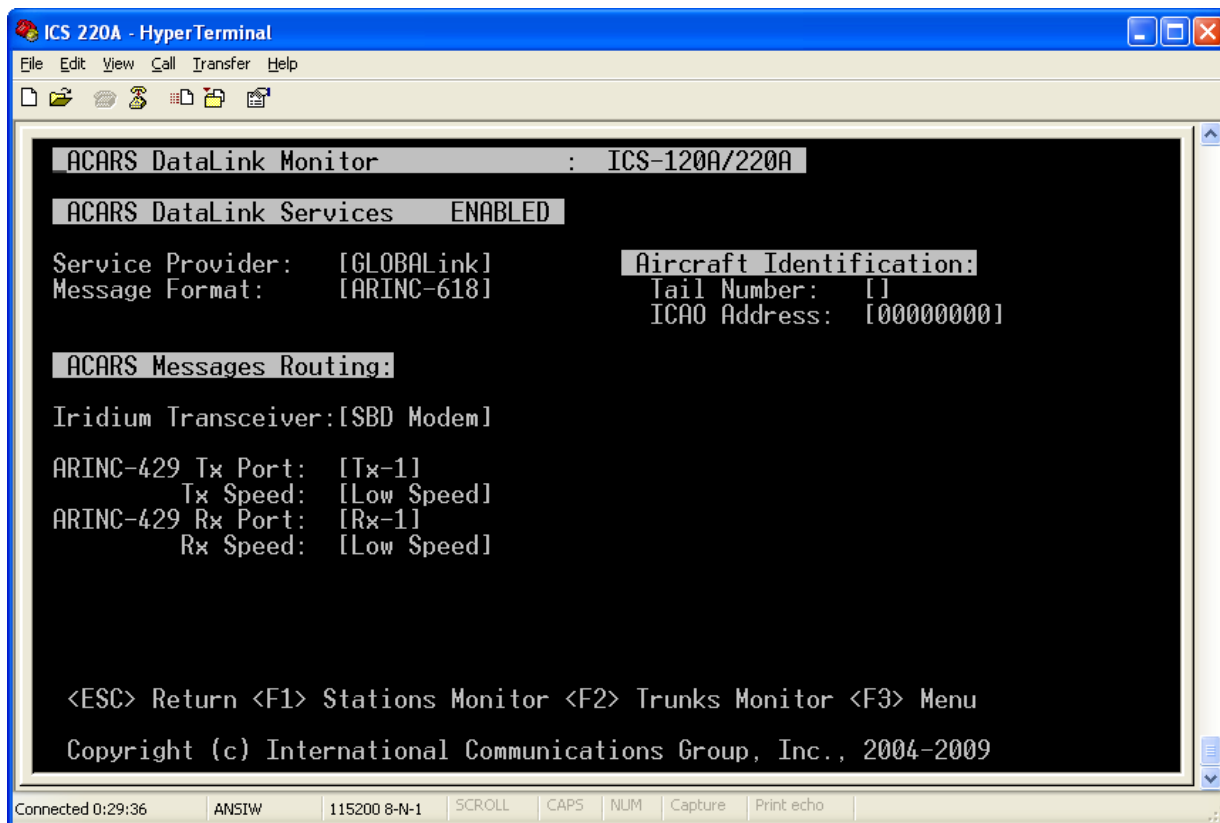 ICS 220A - HyperTerminal
File Edit View Call Transfer Help
ACARS DataLink Monitor : ICS-120A/220A
ACARS DataLink Services ENABLED
Service Provider: [GLOBALink] Aircraft Identification:
Message Format: [ARINC-618] Tail Number: []
ICAO Address: [00000000]
ACARS Messages Routing:
Iridium Transceiver:[SBD Modem]
ARINC-429 Tx Port: [Tx-1]
Tx Speed: [Low Speed]
ARINC-429 Rx Port: [Rx-1]
Rx Speed: [Low Speed]
<ESC> Return <F1> Stations Monitor <F2> Trunks Monitor <F3> Menu
Copyright (c) International Communications Group, Inc., 2004-2009
Connected 0:29:36 ANSIW 115200 8-N-1 SCROLL CAPS NUM Capture Print echo